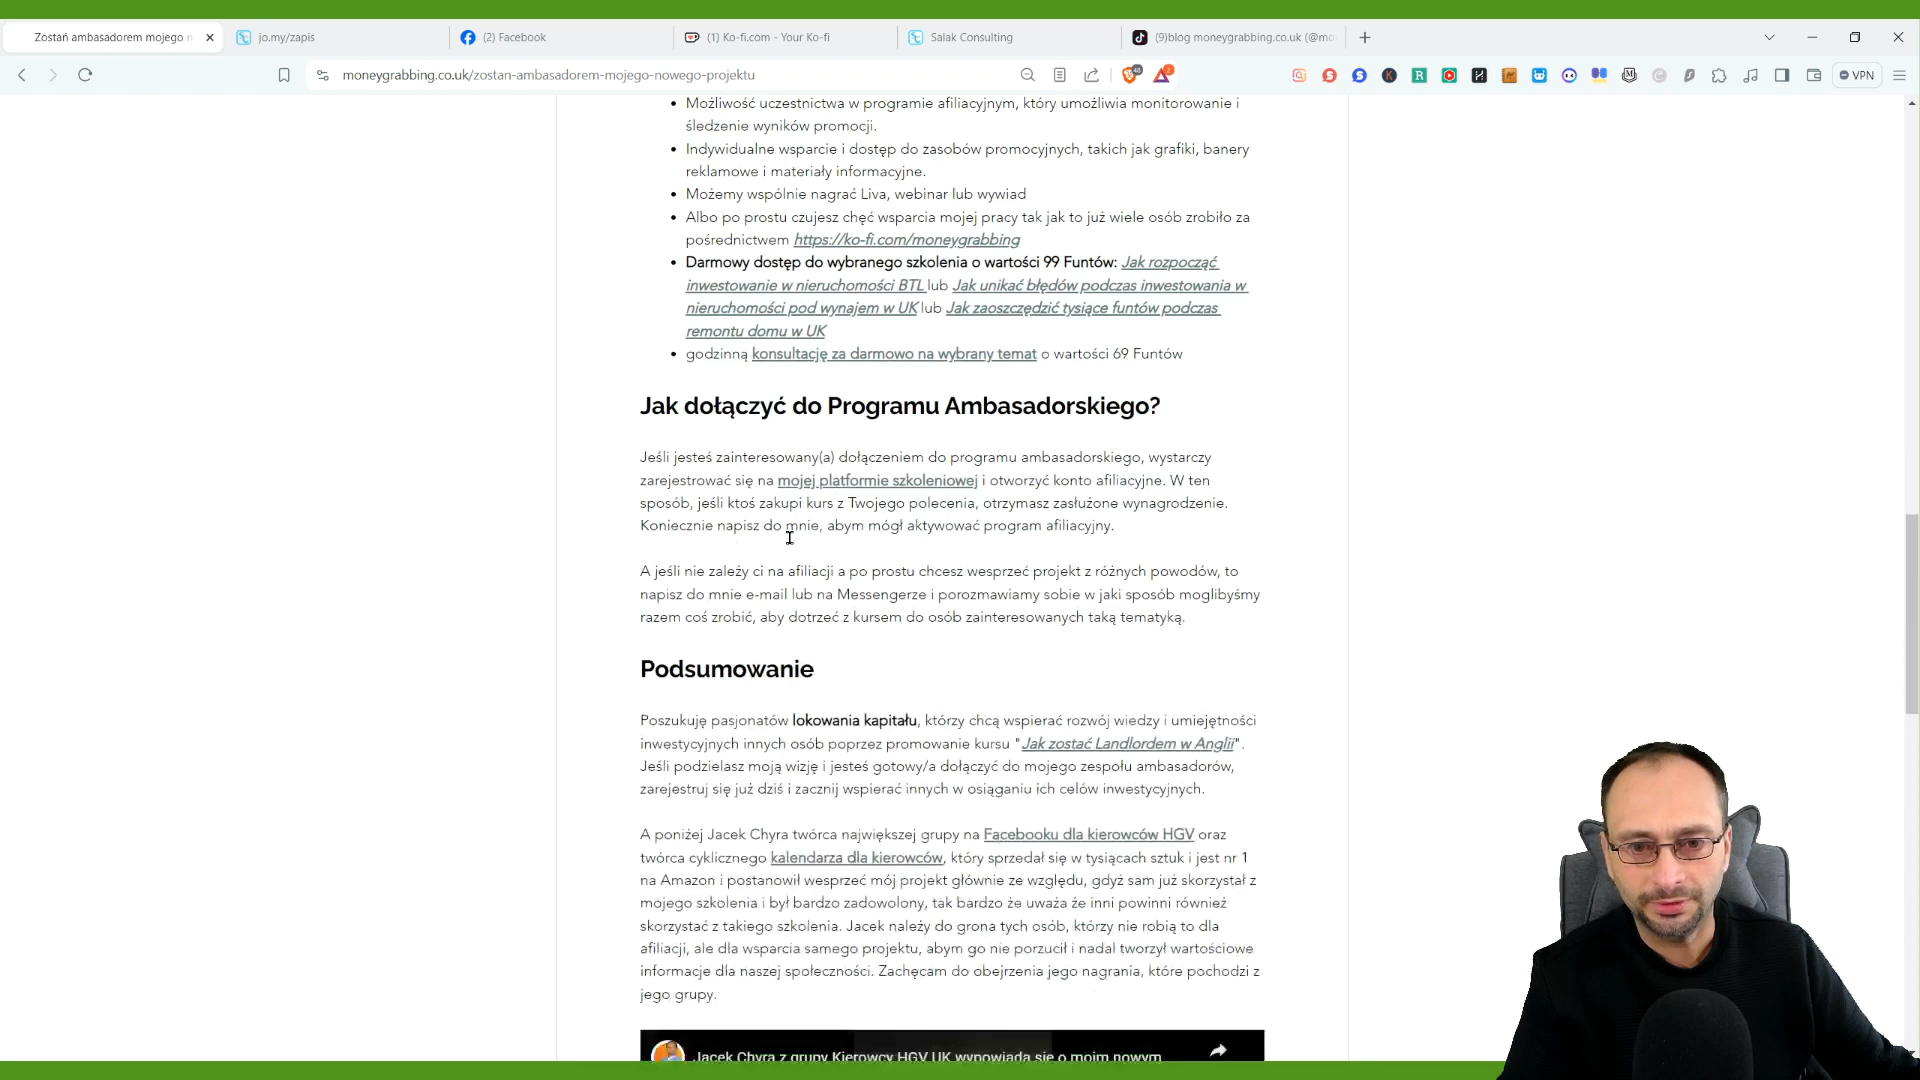 Zostań ambasadorem mojego n
jo.my/zapis
(2) Facebook
(1) Ko-fi.com - Your Ko-fi
Salak Consulting
(9)blog moneygrabbing.co.uk (@mo
moneygrabbing.co.uk/zostan-ambasadorem-mojego-nowego-projektu
VPN
Możliwość uczestnictwa w programie afiliacyjnym, który umożliwia monitorowanie i
śledzenie wyników promocji.
Indywidualne wsparcie i dostęp do zasobów promocyjnych, takich jak grafiki, banery
reklamowe i materiały informacyjne.
Możemy wspólnie nagrać Liva, webinar lub wywiad
Albo po prostu czujesz chęć wsparcia mojej pracy tak jak to już wiele osób zrobiło za
pośrednictwem https://ko-fi.com/moneygrabbing
Darmowy dostęp do wybranego szkolenia o wartości 99 Funtów: Jak rozpocząć
inwestowanie w nieruchomości BTL lub Jak unikać błędów podczas inwestowania w
nieruchomości pod wynajem w UK lub Jak zaoszczędzić tysiące funtów podczas
remontu domu w UK
godzinną konsultację za darmowo na wybrany temat o wartości 69 Funtów
Jak dołączyć do Programu Ambasadorskiego?
Jeśli jesteś zainteresowany(a) dołączeniem do programu ambasadorskiego, wystarczy
zarejestrować się na mojej platformie szkoleniowej i otworzyć konto afiliacyjne. W ten
sposób, jeśli ktoś zakupi kurs z Twojego polecenia, otrzymasz zasłużone wynagrodzenie.
Koniecznie napisz do mnie, abym mógł aktywować program afiliacyjny.
A jeśli nie zależy ci na afiliacji a po prostu chcesz wesprzeć projekt z różnych powodów, to
napisz do mnie e-mail lub na Messengerze i porozmawiamy sobie w jaki sposób moglibyśmy
razem coś zrobić, aby dotrzeć z kursem do osób zainteresowanych taką tematyką.
Podsumowanie
Poszukuję pasjonatów lokowania kapitału, którzy chcą wspierać rozwój wiedzy i umiejętności
inwestycyjnych innych osób poprzez promowanie kursu "Jak zostać Landlordem w Anglii".
Jeśli podzielasz moją wizję i jesteś gotowy/a dołączyć do mojego zespołu ambasadorów,
zarejestruj się już dziś i zacznij wspierać innych w osiąganiu ich celów inwestycyjnych.
A poniżej Jacek Chyra twórca największej grupy na Facebooku dla kierowców HGV oraz
twórca cyklicznego kalendarza dla kierowców, który sprzedał się w tysiącach sztuk i jest nr 1
na Amazon i postanowił wesprzeć mój projekt głównie ze względu, gdyż sam już skorzystał z
mojego szkolenia i był bardzo zadowolony, tak bardzo że uważa że inni powinni również
skorzystać z takiego szkolenia. Jacek należy do grona tych osób, którzy nie robią to dla
afiliacji, ale dla wsparcia samego projektu, abym go nie porzucił i nadal tworzył wartościowe
informacje dla naszej społeczności. Zachęcam do obejrzenia jego nagrania, które pochodzi z
jego grupy.
Jacek Chyra z grupy Kierowcy HGV UK wypowiada się o moim nowym